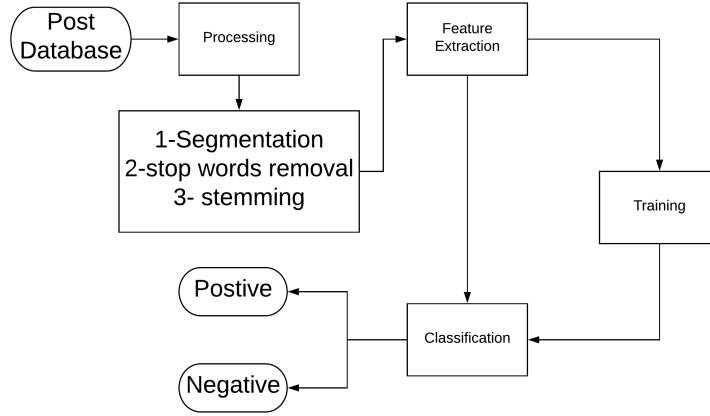 Post
Database
Processing
Feature
Extraction
1-Segmentation
2-stop words removal
3- stemming
Training
Postive
Classification
Negative